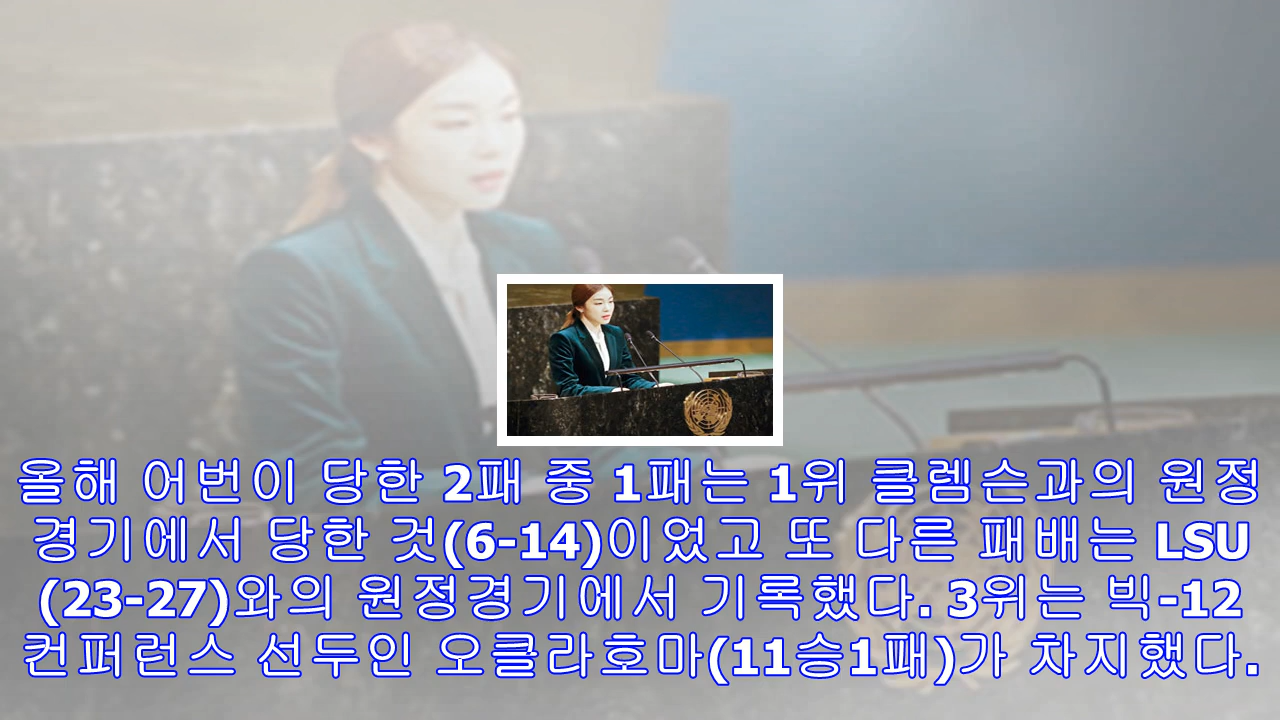 올해 어번이 당한 2패 중 1패는 1위 클렘슨과의 원정
경기에서 당한 것(6-14)이었고 또 다른 패배는 LSU
(23-27)와의 원정경기에서 기록했다. 3위는 빅-12
컨퍼런스 선두인 오클라호마(11승1패)가 차지했다.